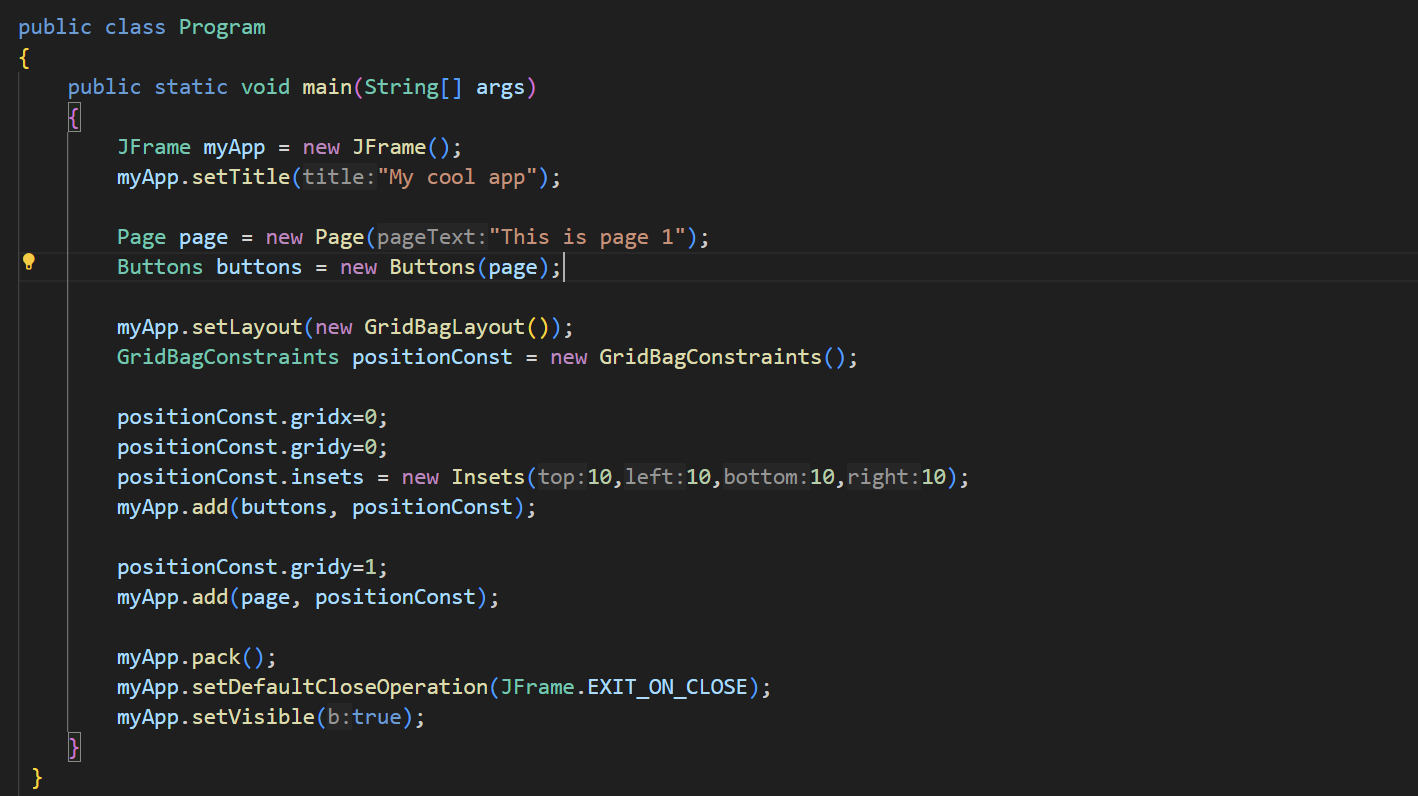 public class Program
{
    public static void main(String[] args)
    {
        JFrame myApp = new JFrame();
        myApp.setTitle(title:"My cool app");

        Page page = new Page(pageText:"This is page 1");
        Buttons buttons = new Buttons(page);

        myApp.setLayout(new GridBagLayout());
        GridBagConstraints positionConst = new GridBagConstraints();

        positionConst.gridx=0;
        positionConst.gridy=0;
        positionConst.insets = new Insets(top:10,left:10,bottom:10,right:10);
        myApp.add(buttons, positionConst);

        positionConst.gridy=1;
        myApp.add(page, positionConst);

        myApp.pack();
        myApp.setDefaultCloseOperation(JFrame.EXIT_ON_CLOSE);
        myApp.setVisible(b:true);
    }
}